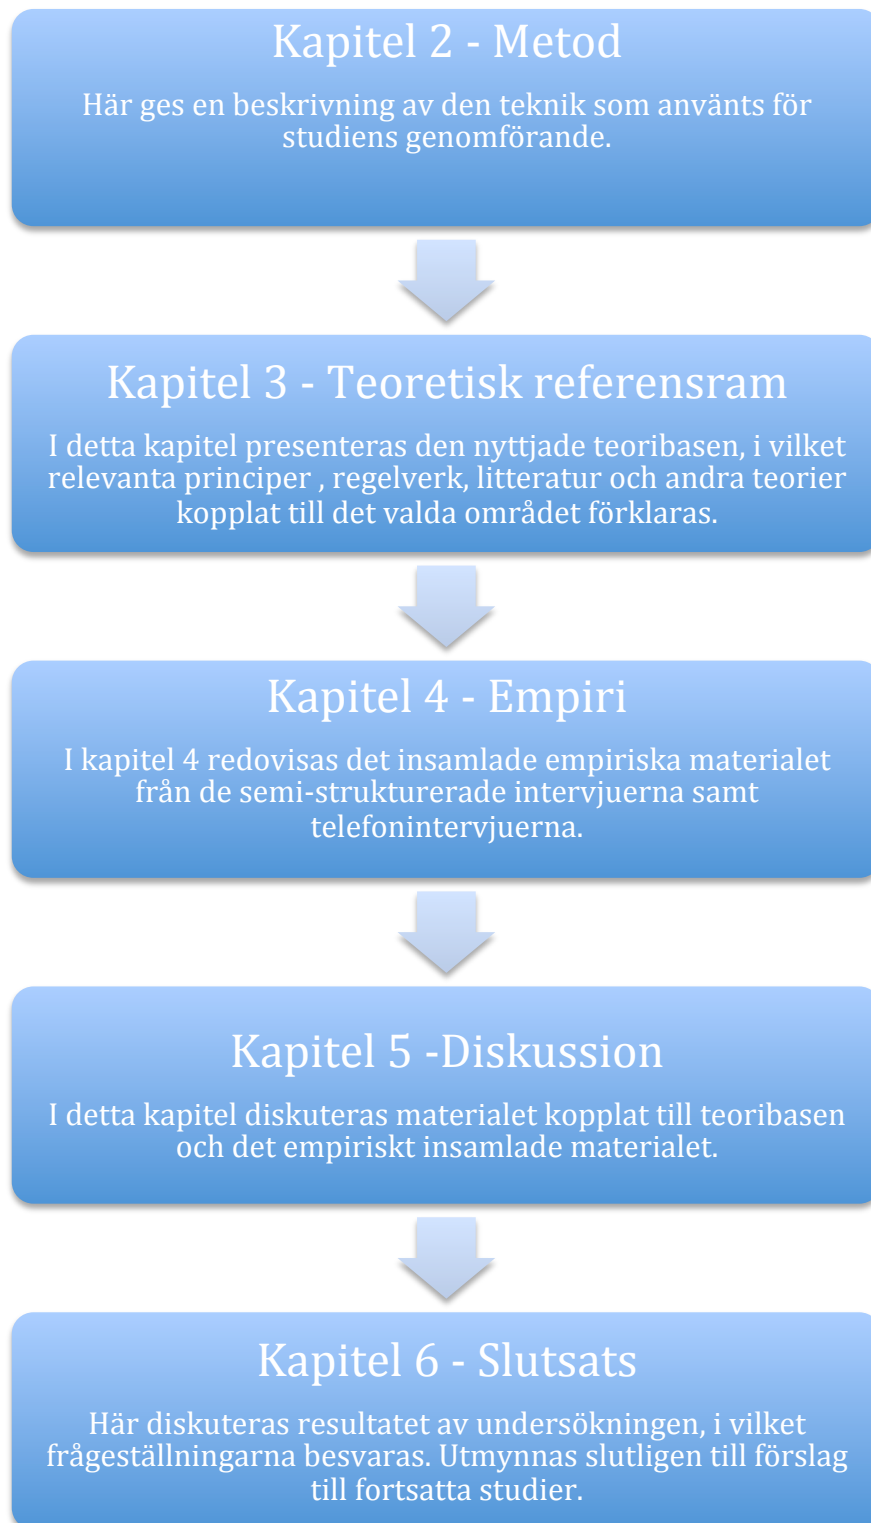 Kapitel 2 - Metod
Här ges en beskrivning av den teknik som använts för
studiens genomförande.
Kapitel 3 - Teoretisk referensram
I detta kapitel presenteras den nyttjade teoribasen, i vilket
relevanta principer , regelverk, litteratur och andra teorier
kopplat till det valda området förklaras.
Kapitel 4 - Empiri
I kapitel 4 redovisas det insamlade empiriska materialet
från de semi-strukturerade intervjuerna samt
telefonintervjuerna.
Kapitel 5 -Diskussion
I detta kapitel diskuteras materialet kopplat till teoribasen
och det empiriskt insamlade materialet.
Kapitel 6 - Slutsats
Här diskuteras resultatet av undersökningen, i vilket
frågeställningarna besvaras. Utmynnas slutligen till förslag
till fortsatta studier.